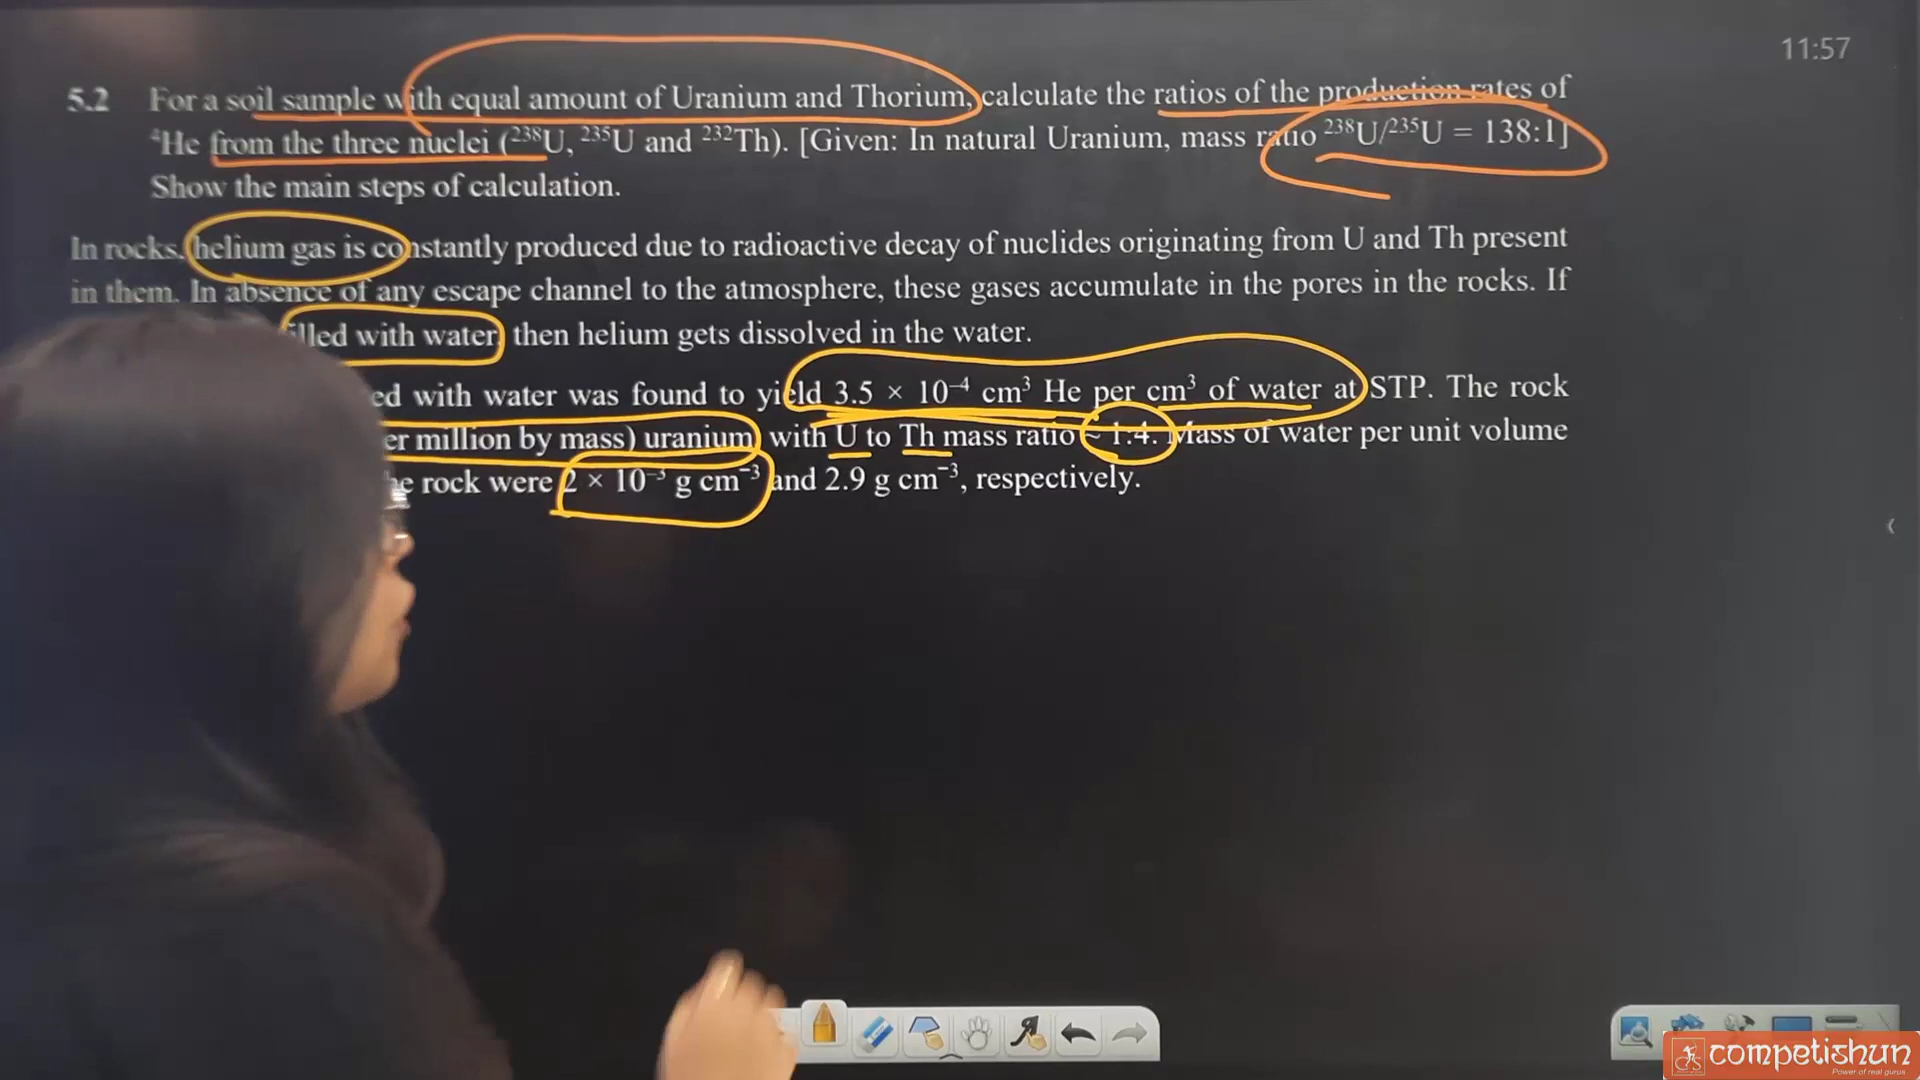 11:57
5.2 For a soil sample with equal amount of Uranium and Thorium, calculate the ratios of the production rates of
⁴He from the three nuclei (²³⁸U, ²³⁵U and ²³²Th). [Given: In natural Uranium, mass ratio ²³⁸U/²³⁵U = 138:1]
Show the main steps of calculation.
In rocks, helium gas is constantly produced due to radioactive decay of nuclides originating from U and Th present
in them. In absence of any escape channel to the atmosphere, these gases accumulate in the pores in the rocks. If
with water, then helium gets dissolved in the water.
with water was found to yield 3.5 × 10⁻⁴ cm³ He per cm³ of water at STP. The rock
million by mass) uranium with U to Th mass ratio ~ 1:4. Mass of water per unit volume
rock were 2 × 10⁻³ g cm⁻³ and 2.9 g cm⁻³, respectively.
competishun
Power of real gurus